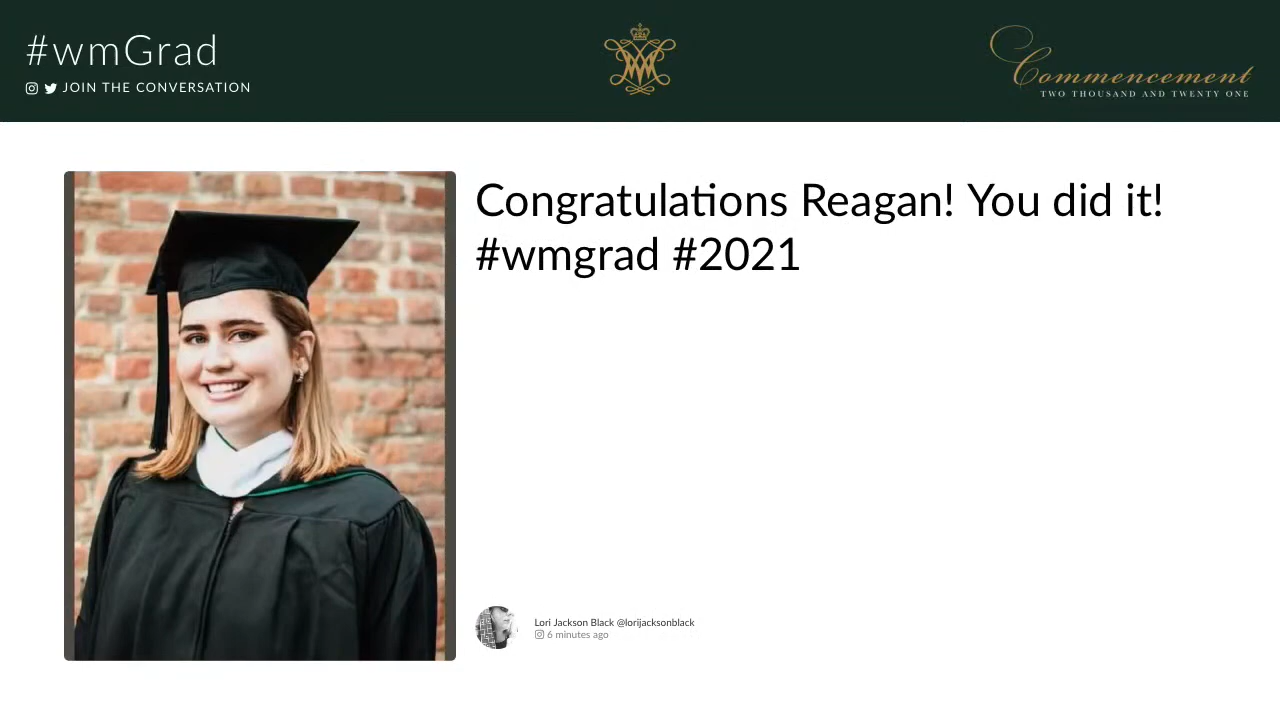 #wmGrad
JOIN THE CONVERSATION
Commencement
TWO THOUSAND AND TWENTY ONE
Congratulations Reagan! You did it!
#wmgrad #2021
Lori Jackson Black @lorijacksonblack
6 minutes ago